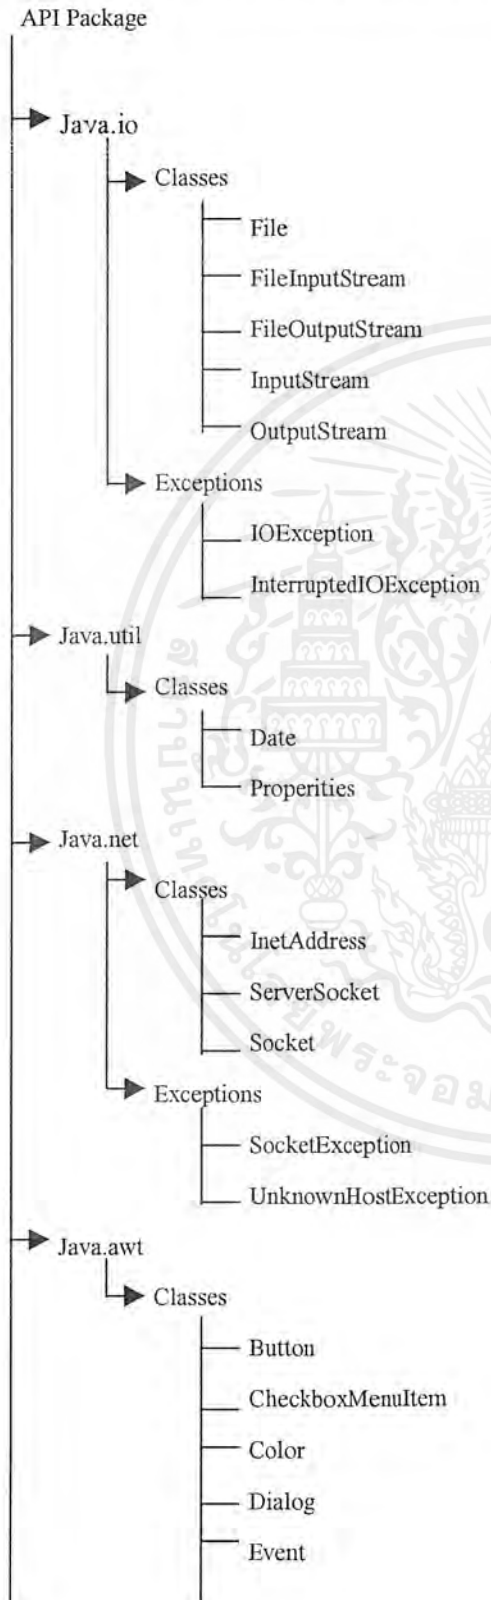 API Package
Java.io
Classes
File
FileInputStream
FileOutputStream
InputStream
OutputStream
Exceptions
IOException
InterruptedIOException
Java.util
Classes
Date
Properities
Java.net
Classes
InetAddress
ServerSocket
Socket
Exceptions
SocketException
UnknownHostException
Java.awt
Classes
Button
CheckboxMenuItem
Color
Dialog
Event